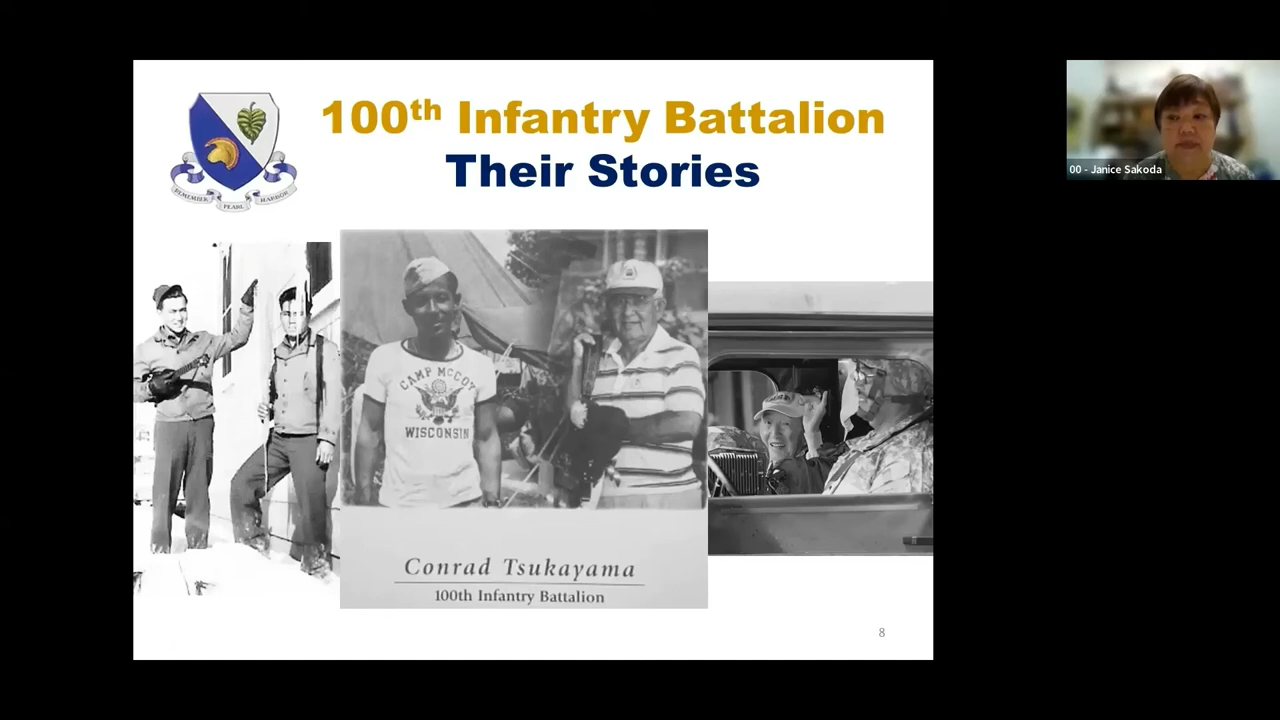 100th Infantry Battalion
Their Stories
REMEMBER PEARL HARBOR
CAMP MCCOY
WISCONSIN
Conrad Tsukayama
100th Infantry Battalion
8
00 - Janice Sakoda